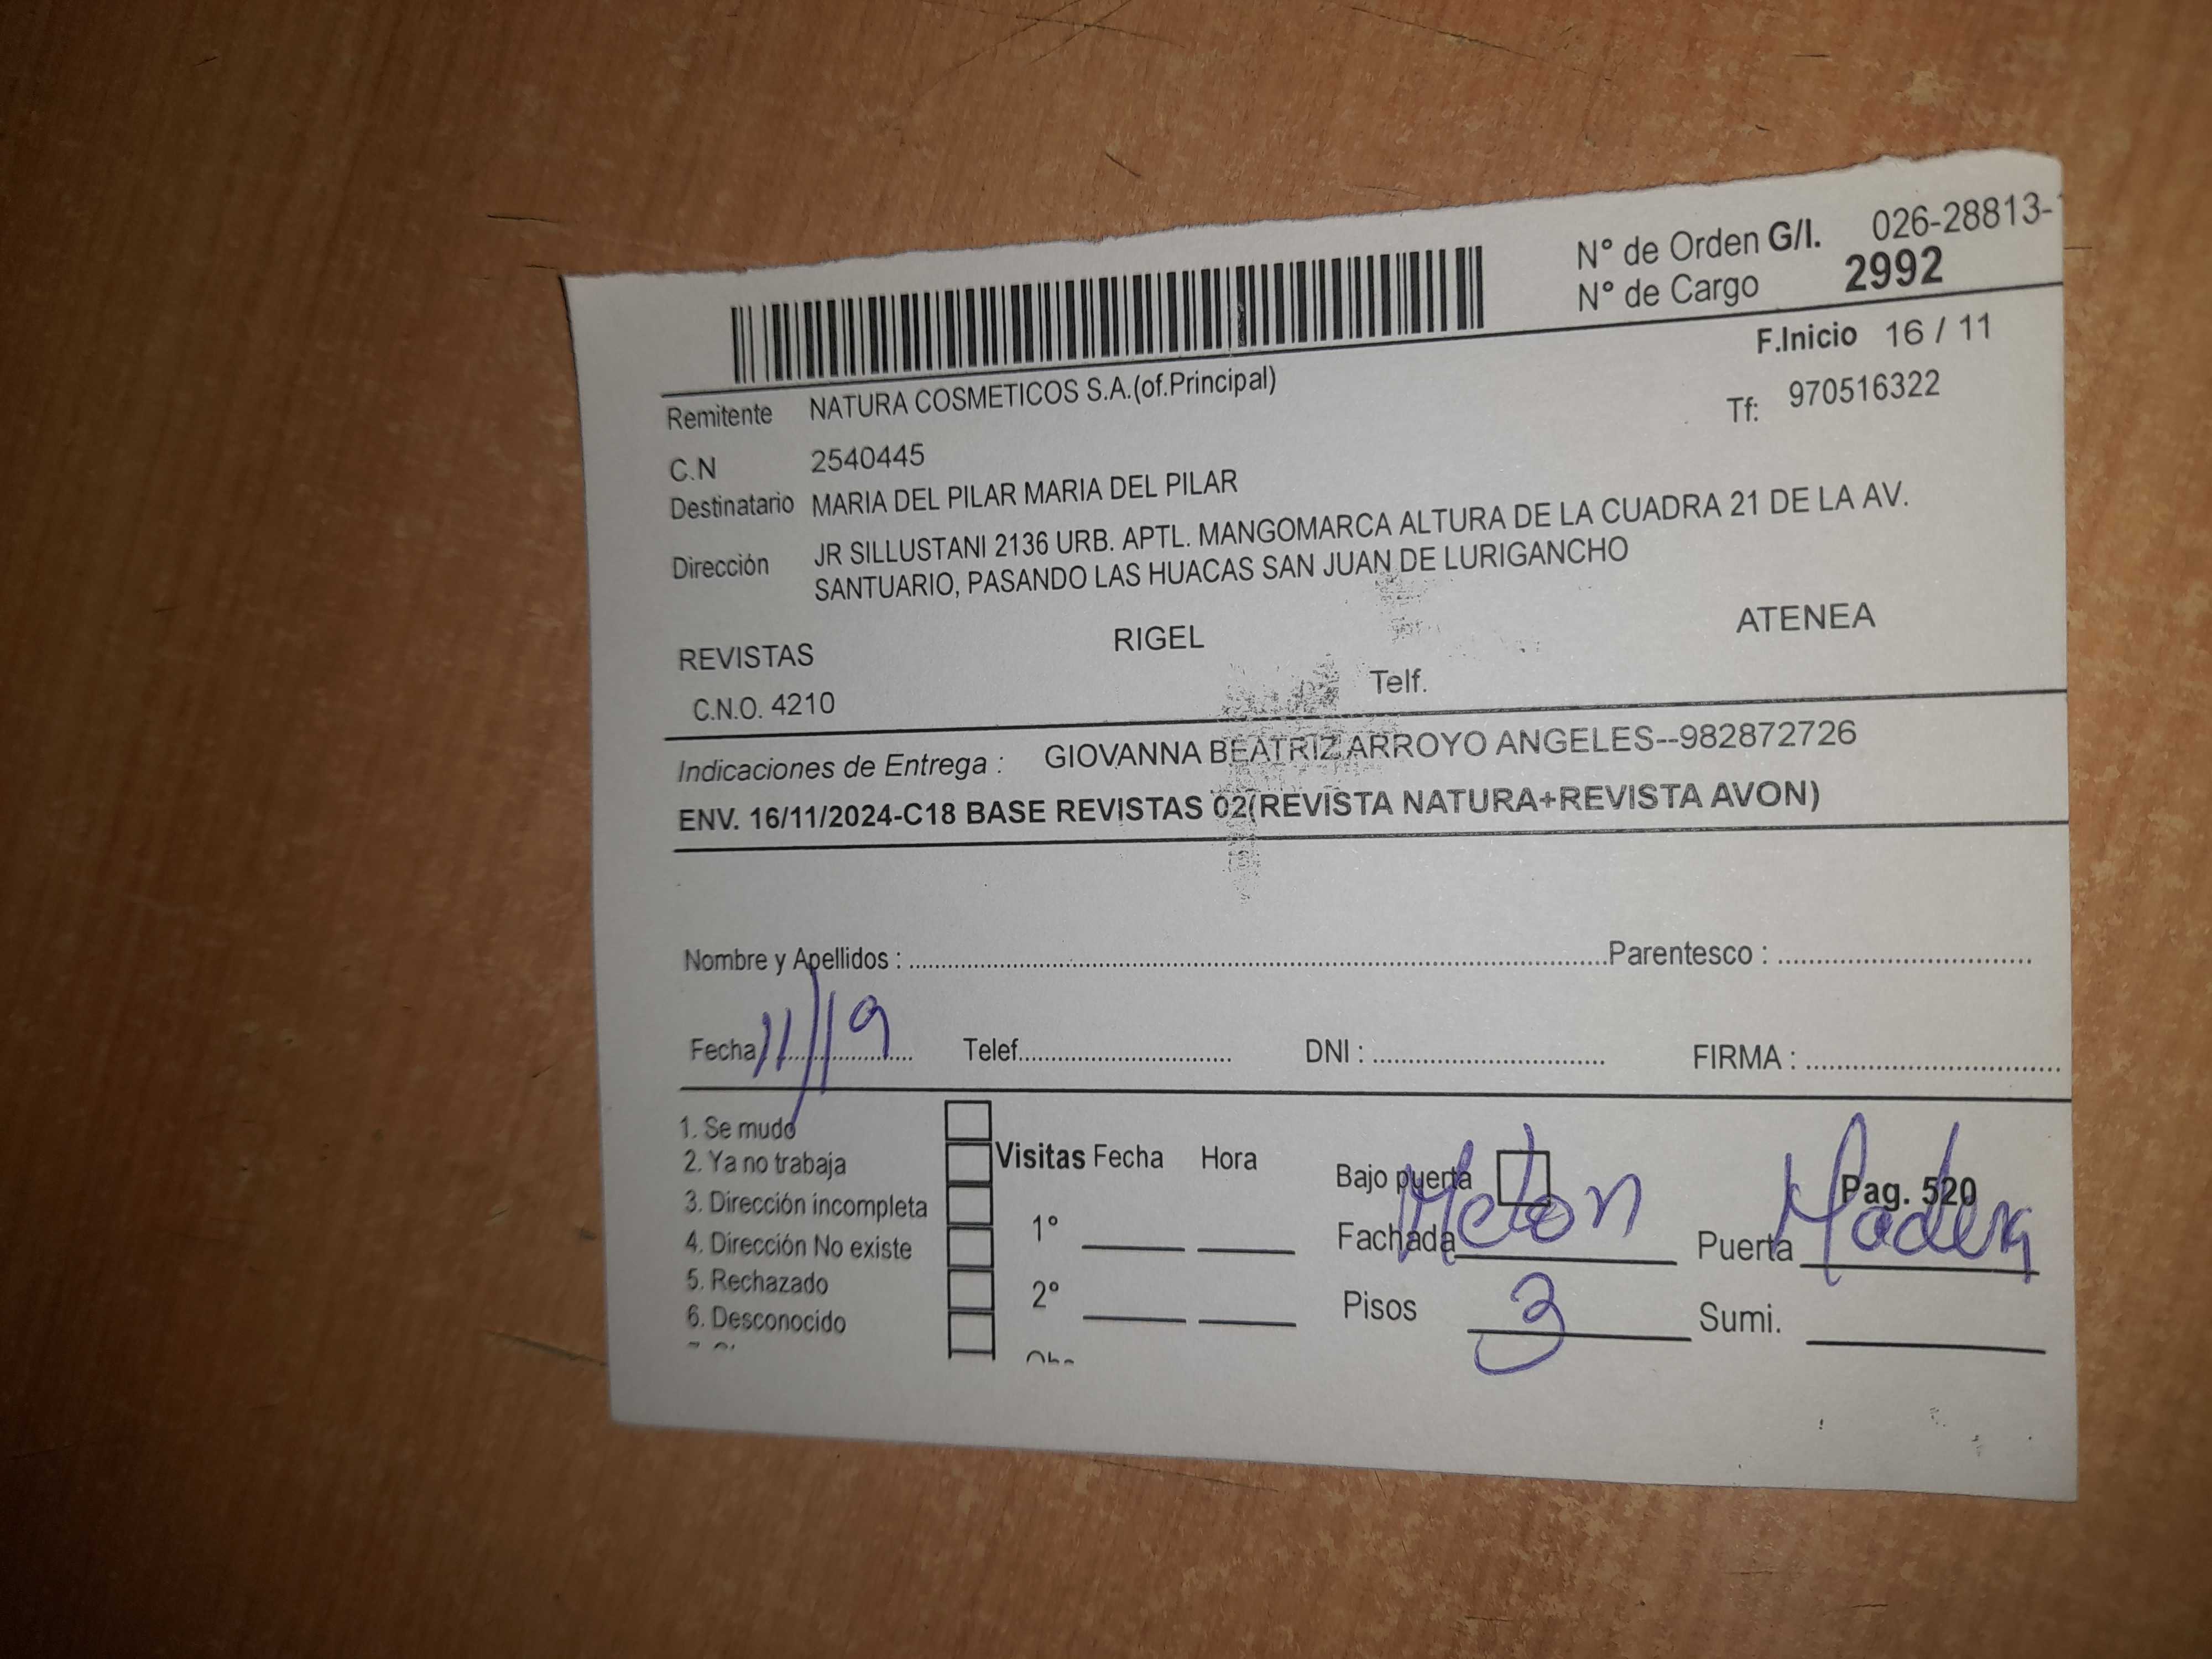 N° de Orden G/I. 026-28813-
N° de Cargo 2992
F.Inicio 16 / 11
Remitente NATURA COSMETICOS S.A.(of.Principal)
Tf: 970516322
C.N 2540445
Destinatario MARIA DEL PILAR MARIA DEL PILAR
Dirección JR SILLUSTANI 2136 URB. APTL. MANGOMARCA ALTURA DE LA CUADRA 21 DE LA AV.
SANTUARIO, PASANDO LAS HUACAS SAN JUAN DE LURIGANCHO
REVISTAS RIGEL ATENEA
C.N.O. 4210 Telf.
Indicaciones de Entrega : GIOVANNA BEATRIZ ARROYO ANGELES--982872726
ENV. 16/11/2024-C18 BASE REVISTAS 02(REVISTA NATURA+REVISTA AVON)
Nombre y Apellidos : Parentesco :
Fecha 11/19 Telef. DNI : FIRMA :
1. Se mudo
2. Ya no trabaja
3. Dirección incompleta
4. Dirección No existe
5. Rechazado
6. Desconocido
Visitas Fecha Hora
1°
2°
Bajo puerta
Pag. 520
Fachada Puerta
Pisos 3 Sumi.